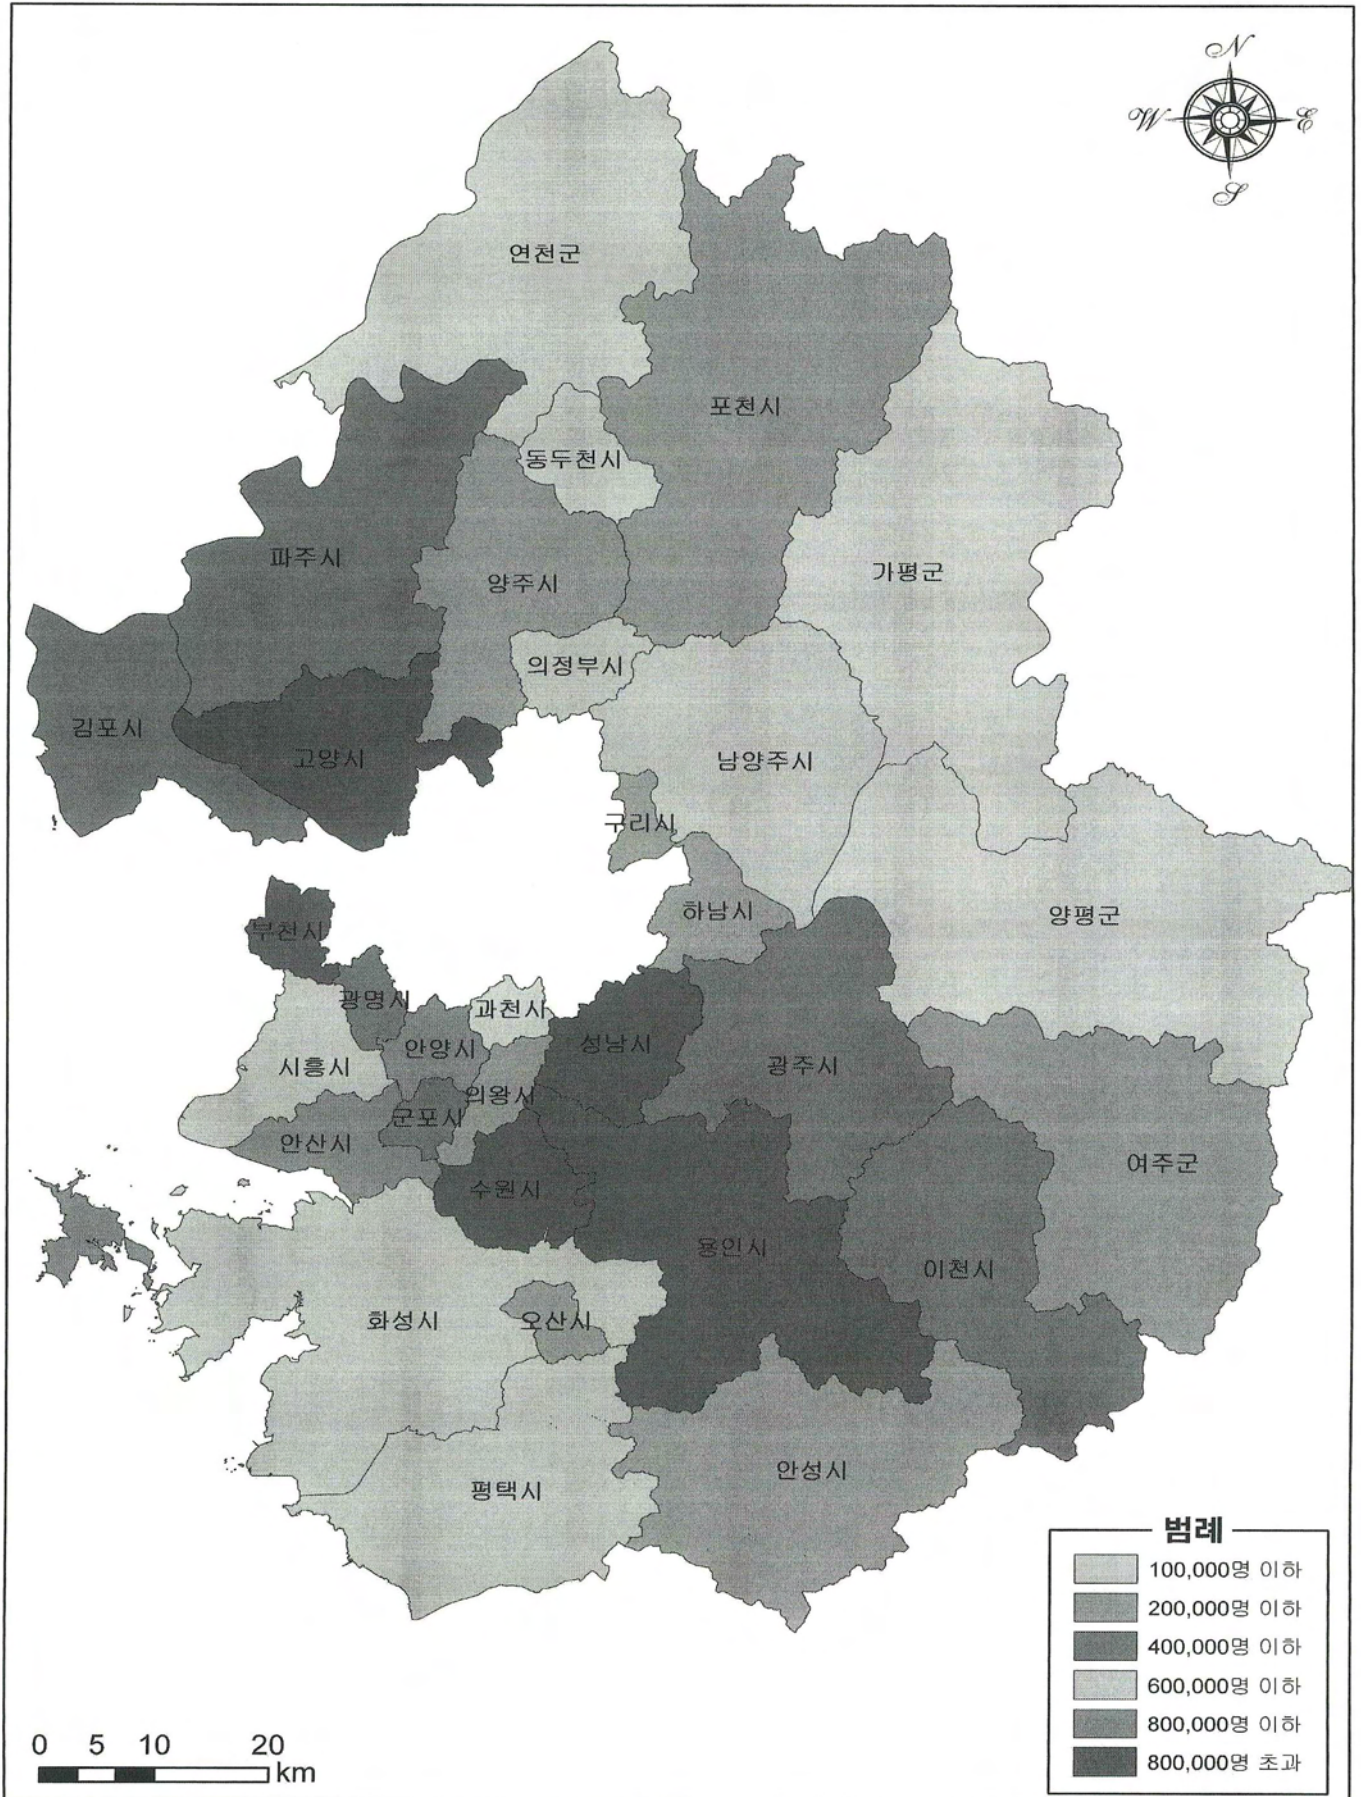 N
W
E
S
연천군
포천시
동두천시
파주시
양주시
가평군
의정부시
김포시
고양시
남양주시
구리시
하남시
양평군
부천시
광명시
과천시
안양시
성남시
시흥시
광주시
의왕시
군포시
안산시
여주군
수원시
용인시
이천시
화성시
오산시
안성시
평택시
범례
100,000명 이하
200,000명 이하
400,000명 이하
600,000명 이하
800,000명 이하
800,000명 초과
0 5 10 20
km